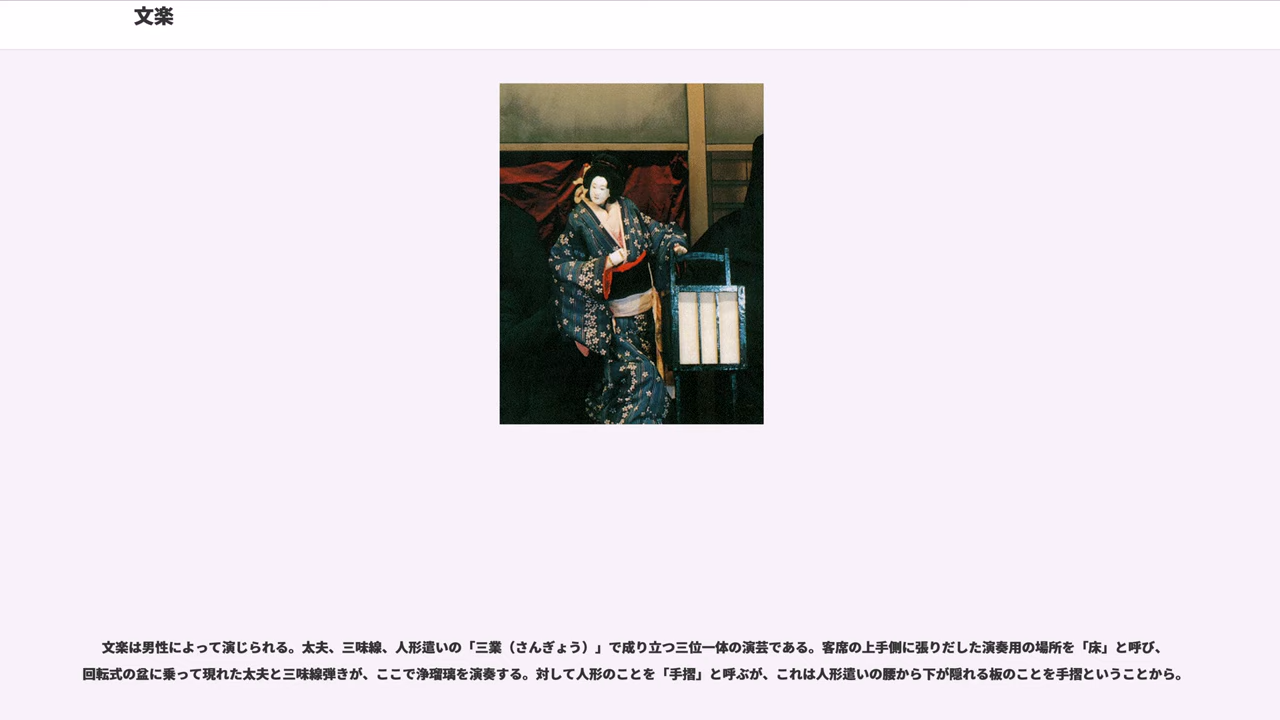 文楽
文楽は男性によって演じられる。太夫、三味線、人形遣いの「三業（さんぎょう）」で成り立つ三位一体の演芸である。客席の上手側に張りだした演奏用の場所を「床」と呼び、
回転式の盆に乗って現れた太夫と三味線弾きが、ここで浄瑠璃を演奏する。対して人形のことを「手摺」と呼ぶが、これは人形遣いの腰から下が隠れる板のことを手摺ということから。